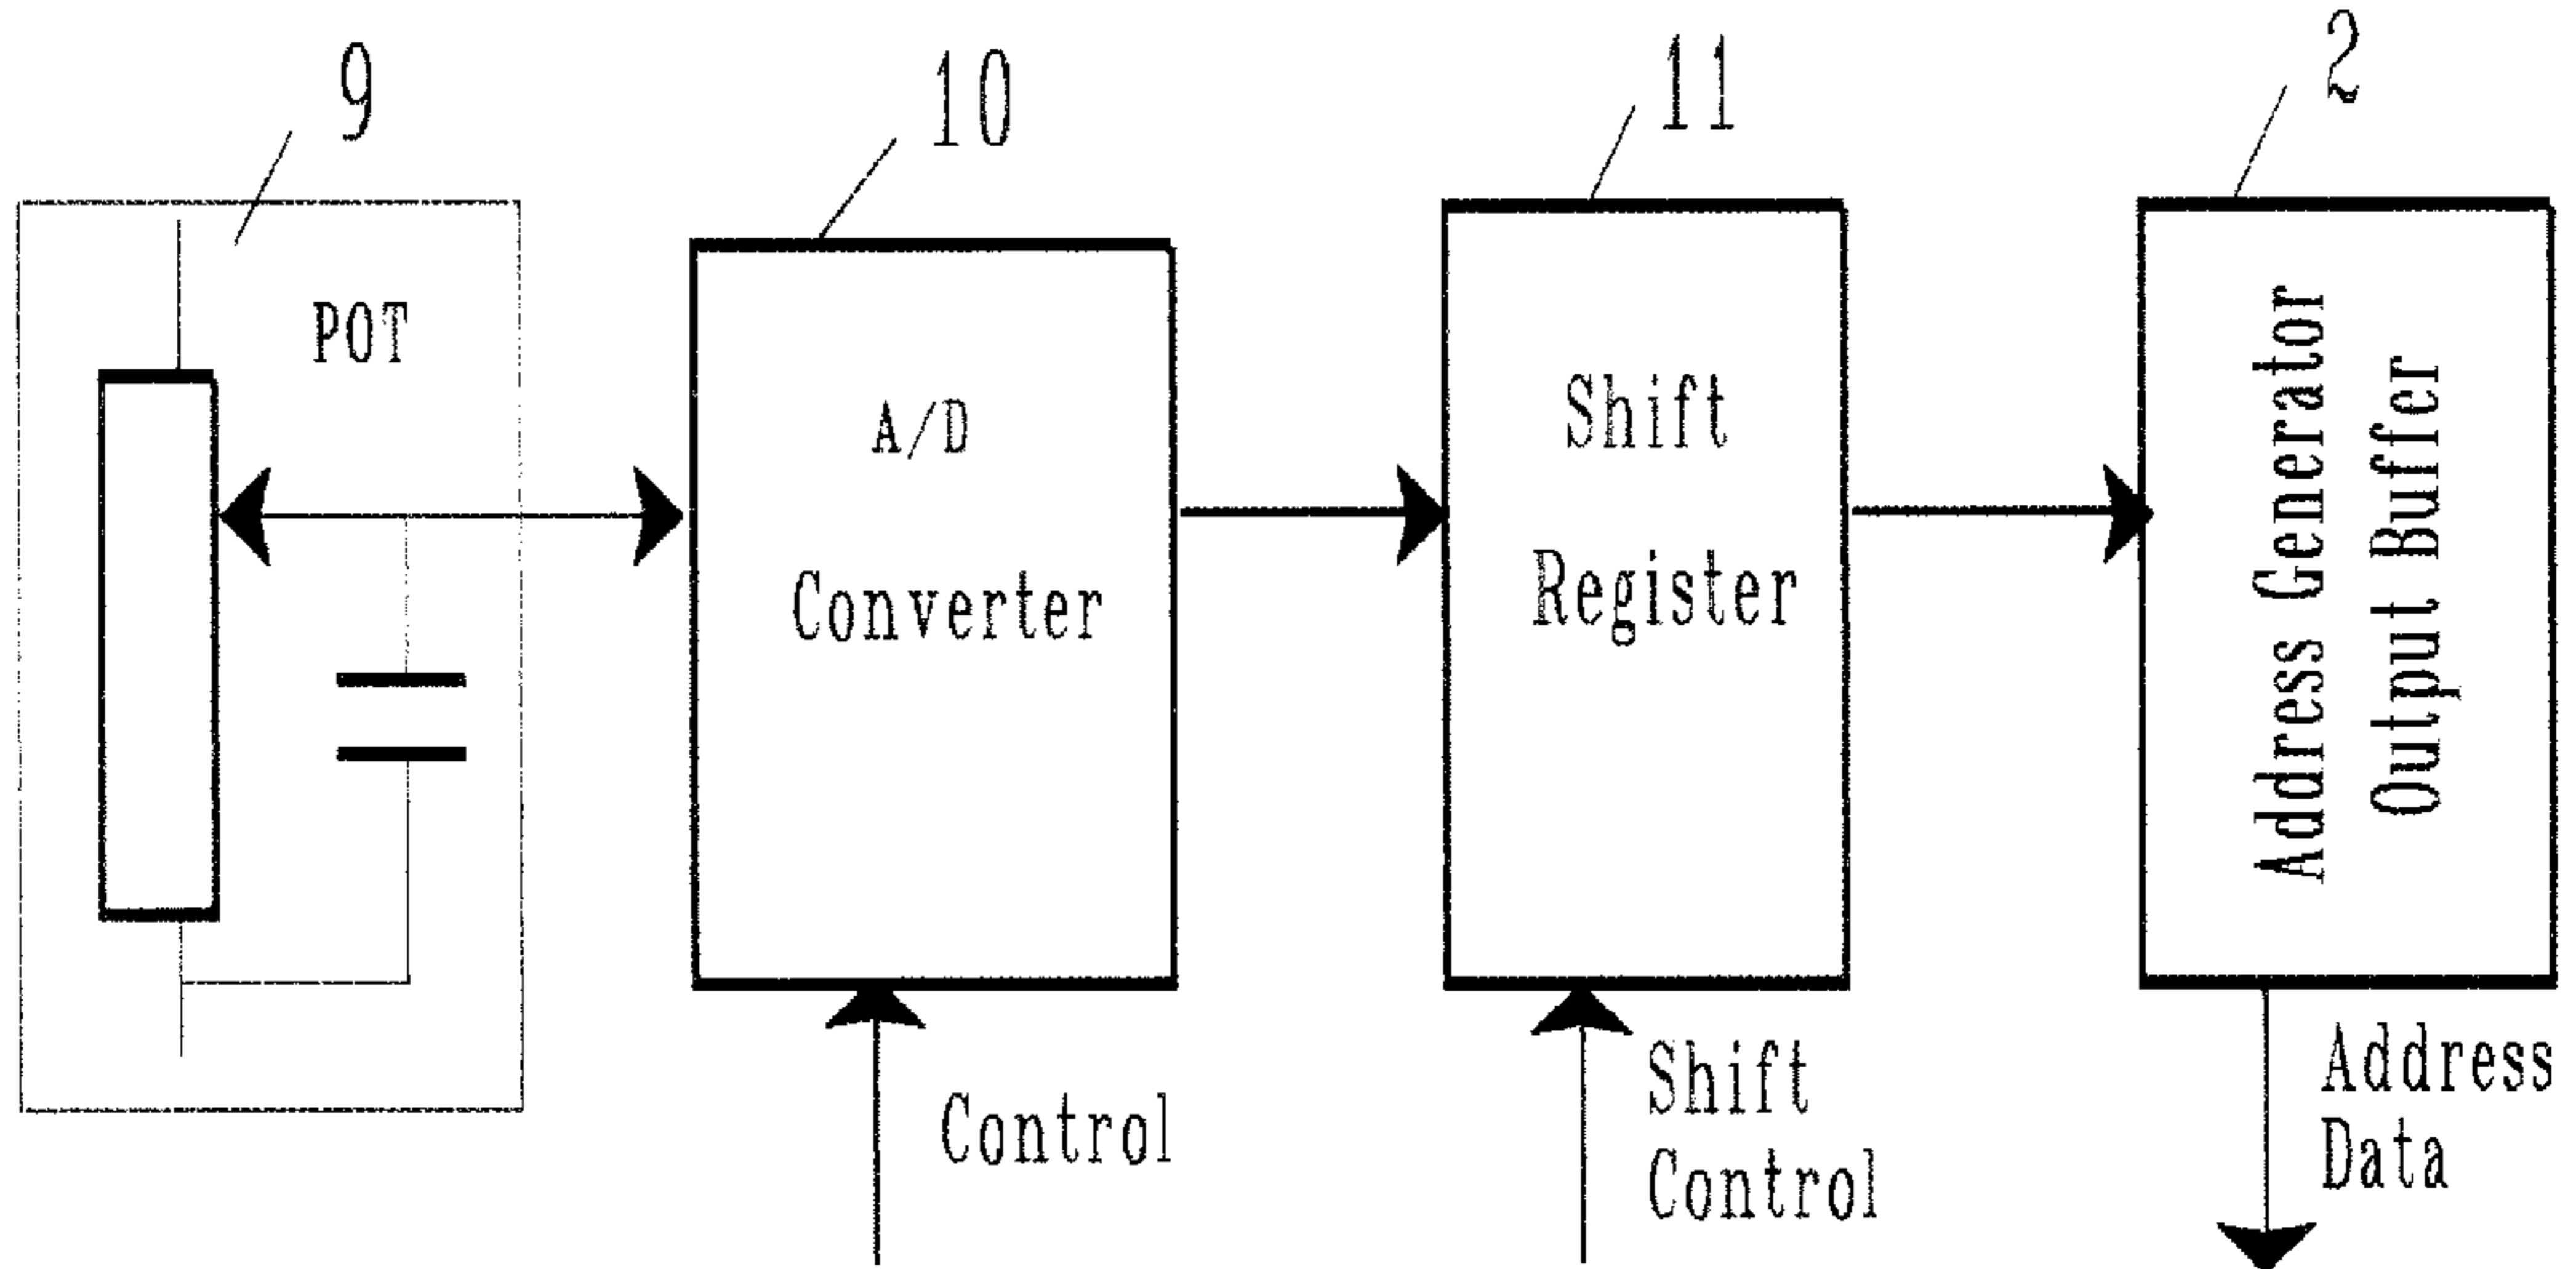 9
10
11
2
POT
A/D
Converter
Shift
Register
Address Generator
Output Buffer
Control
Shift
Control
Address
Data